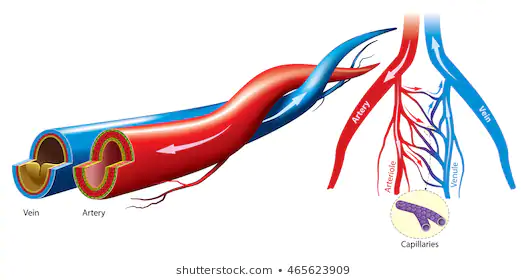 Artery
Vein
Arteriole
Venule
Vein
Artery
Capillaries
shutterstock.com · 465623909